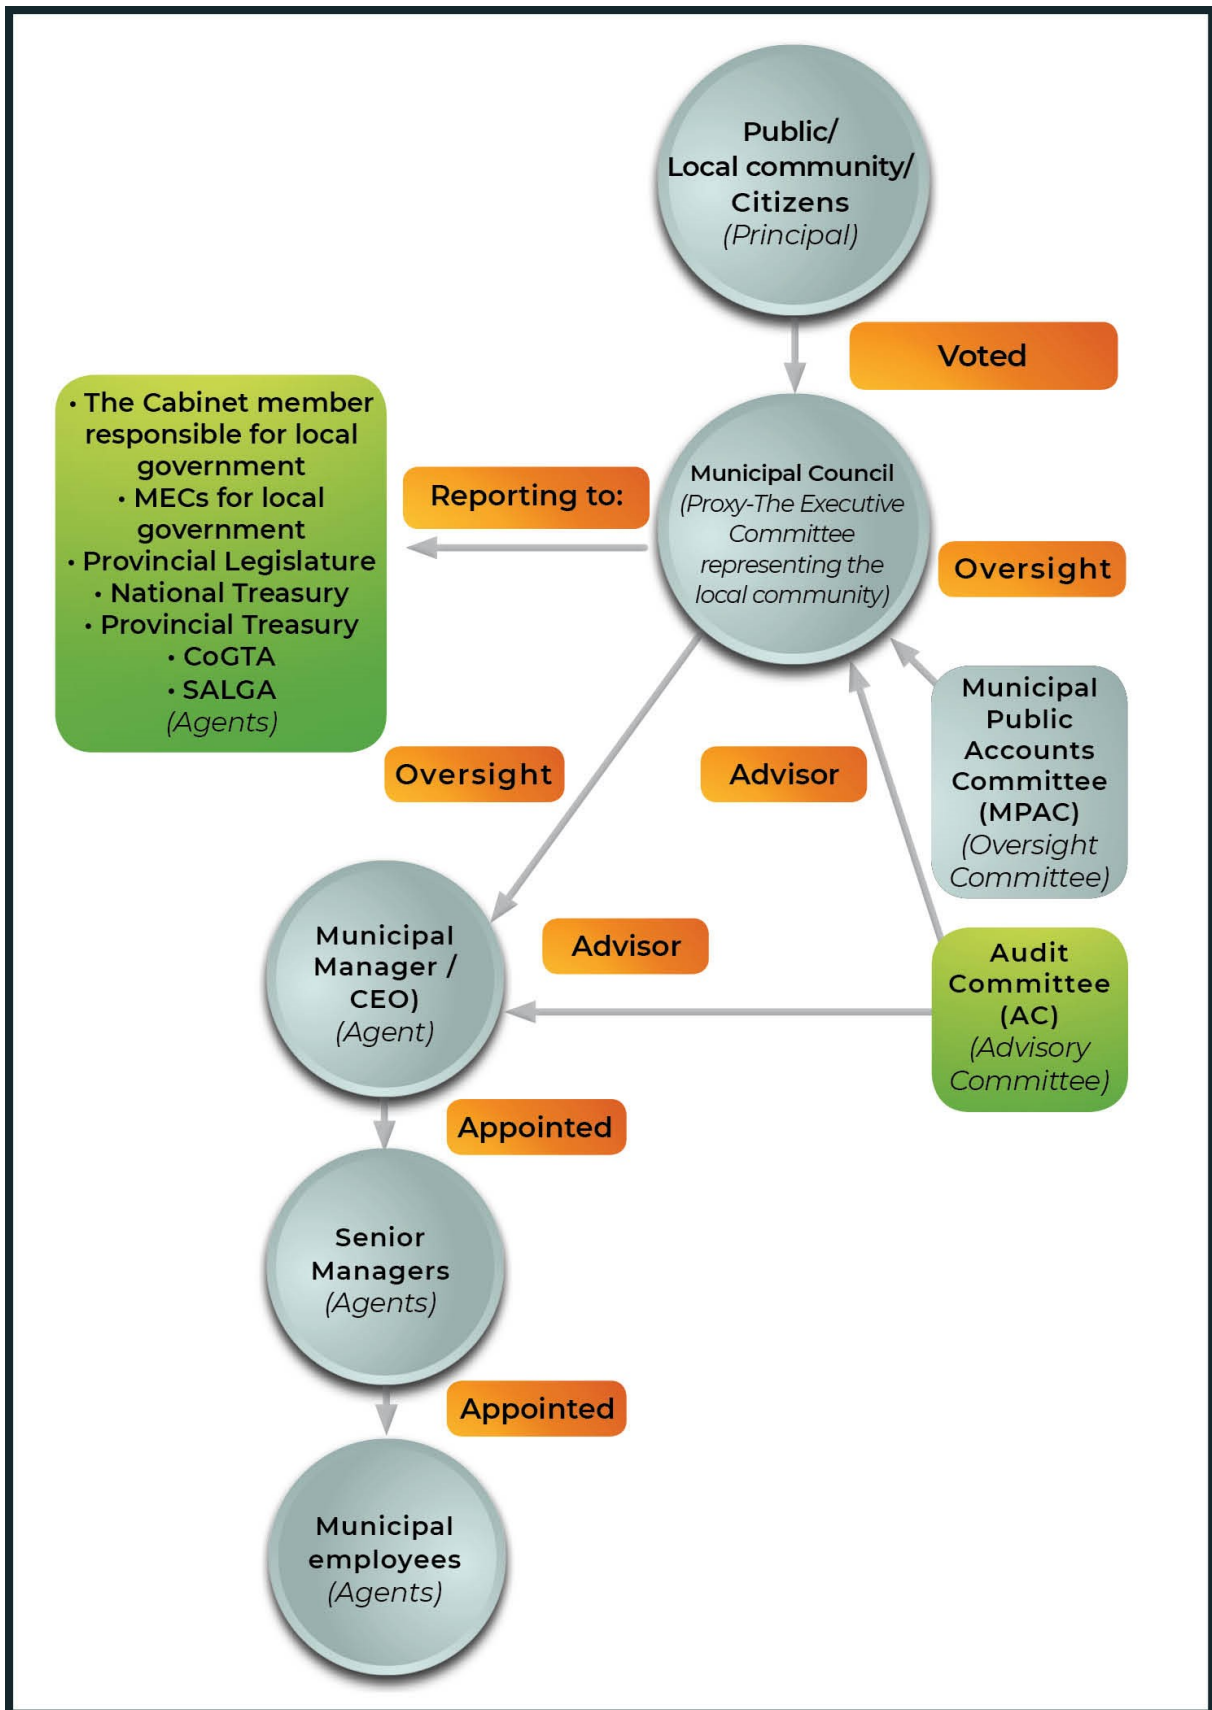 Public/
Local community/
Citizens
(Principal)
Voted
• The Cabinet member
responsible for local
government
• MECs for local
government
• Provincial Legislature
• National Treasury
• Provincial Treasury
• CoGTA
• SALGA
(Agents)
Reporting to:
Municipal Council
(Proxy-The Executive
Committee
representing the
local community)
Oversight
Municipal
Public
Accounts
Committee
(MPAC)
(Oversight
Committee)
Oversight
Advisor
Municipal
Manager /
CEO)
(Agent)
Advisor
Audit
Committee
(AC)
(Advisory
Committee)
Appointed
Senior
Managers
(Agents)
Appointed
Municipal
employees
(Agents)